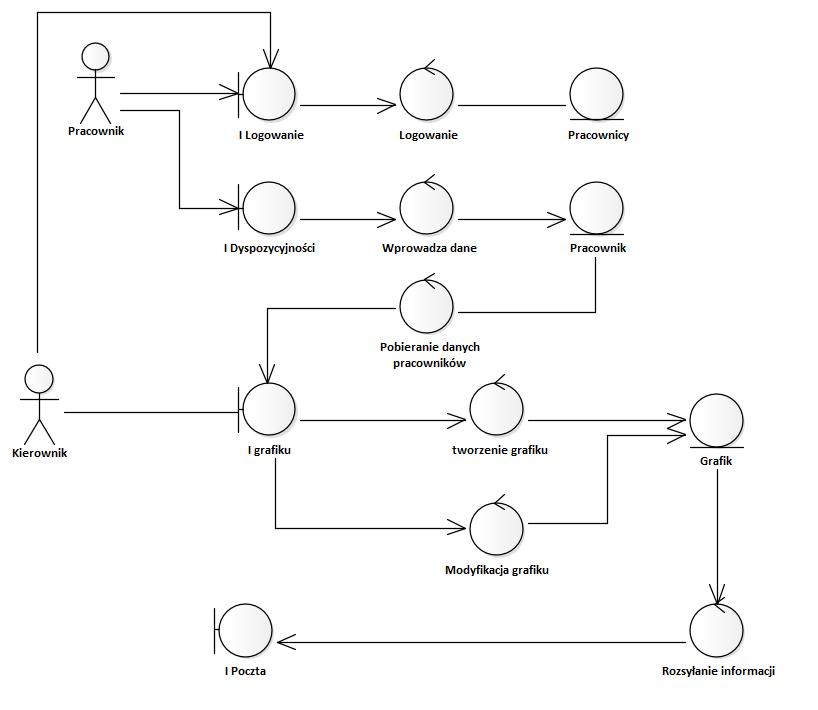 Pracownik
I Logowanie
Logowanie
Pracownicy
I Dyspozycyjności
Wprowadza dane
Pracownik
Pobieranie danych
pracowników
Kierownik
I grafiku
tworzenie grafiku
Grafik
Modyfikacja grafiku
I Poczta
Rozsyłanie informacji